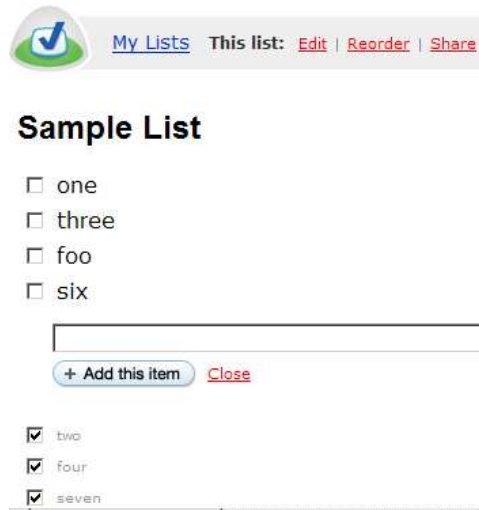 My Lists This list: Edit | Reorder | Share
Sample List
one
three
foo
six
+ Add this item Close
two
four
seven